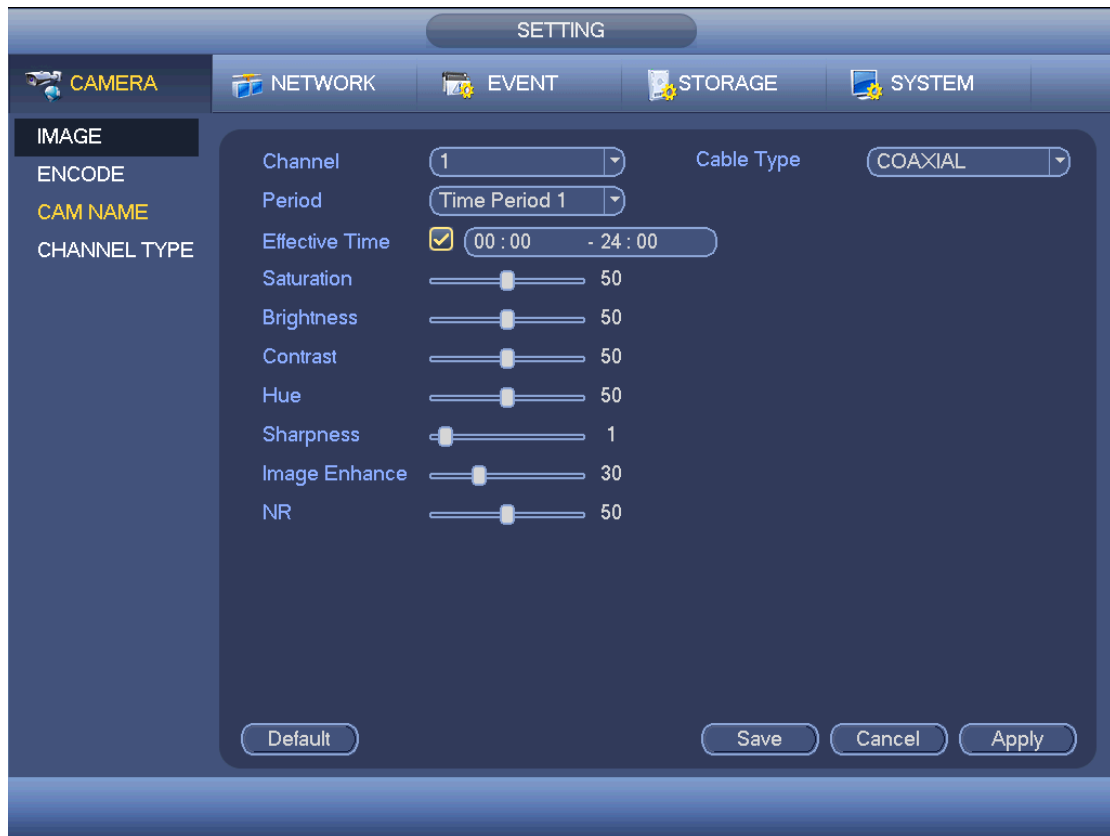 SETTING
CAMERA NETWORK EVENT STORAGE SYSTEM
IMAGE
ENCODE
CAM NAME
CHANNEL TYPE
Channel 1 Cable Type COAXIAL
Period Time Period 1
Effective Time 00 : 00 - 24 : 00
Saturation 50
Brightness 50
Contrast 50
Hue 50
Sharpness 1
Image Enhance 30
NR 50
Default Save Cancel Apply